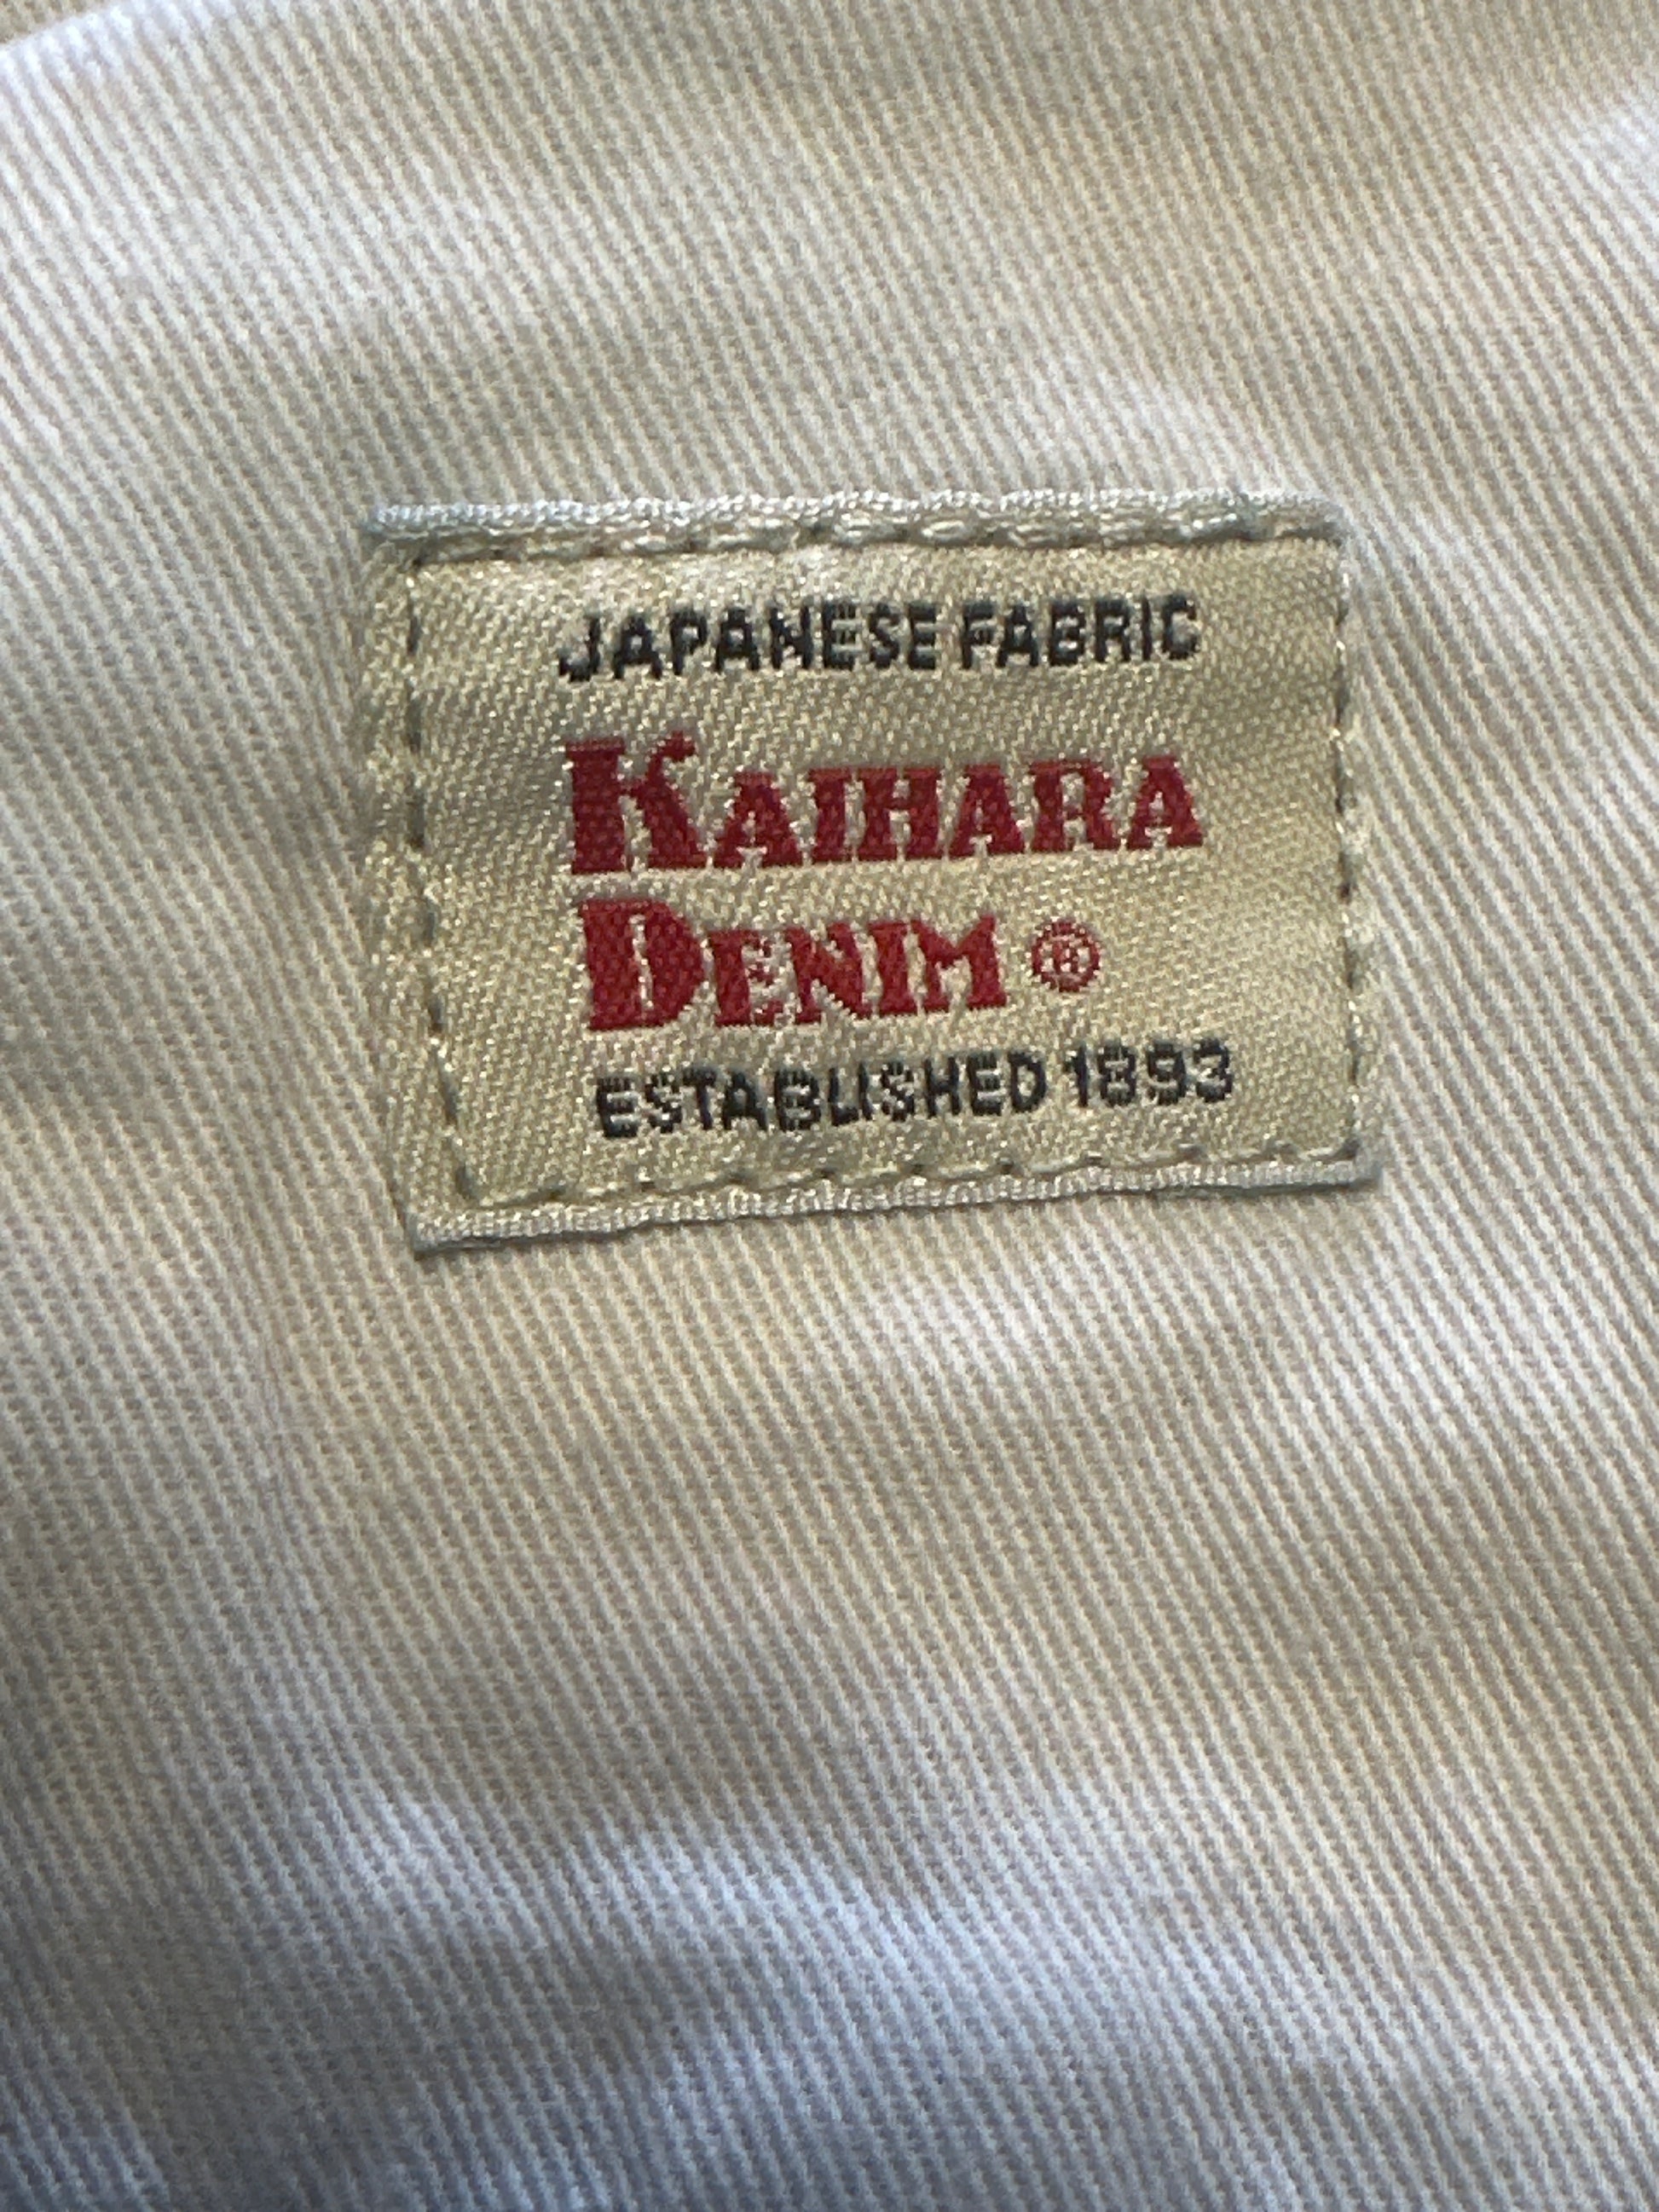 JAPANESE FABRIC
KAIHARA
DENIM ®
ESTABLISHED 1893